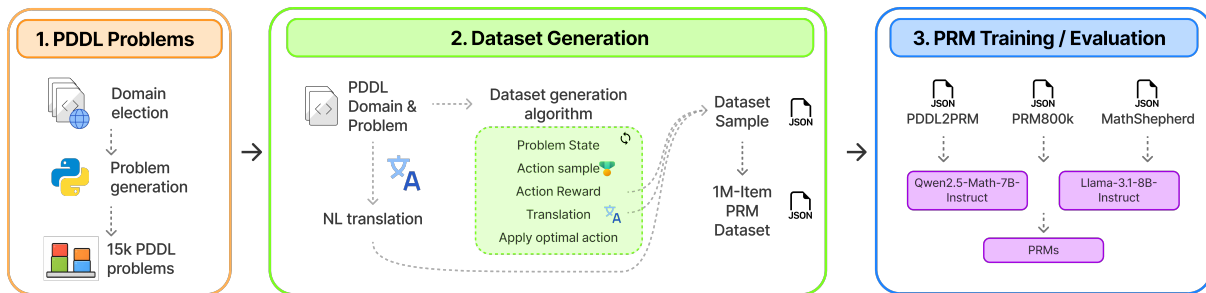 1. PDDL Problems
Domain
election
Problem
generation
15k PDDL
problems
2. Dataset Generation
PDDL
Domain &
Problem
NL translation
Dataset generation
algorithm
Problem State
Action sample
Action Reward
Translation
Apply optimal action
Dataset
Sample
JSON
1M-Item
PRM
Dataset
JSON
3. PRM Training / Evaluation
JSON
PDDL2PRM
JSON
PRM800k
JSON
MathShepherd
Qwen2.5-Math-7B-
Instruct
Llama-3.1-8B-
Instruct
PRMs